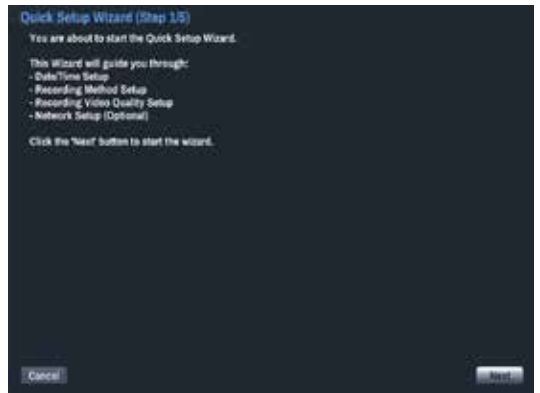 Quick Setup Wizard (Step 1/5)
You are about to start the Quick Setup Wizard.
This Wizard will guide you through:
- Date/Time Setup
- Recording Method Setup
- Recording Video Quality Setup
- Network Setup (Optional)
Click the 'Next' button to start the wizard.
Cancel
Next